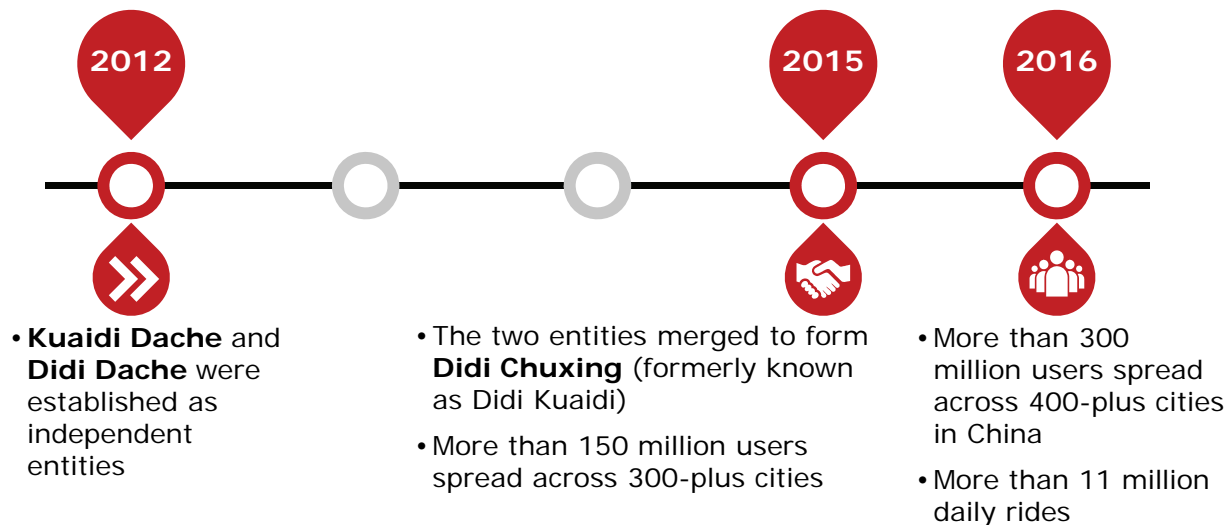 2012
2015
2016
• Kuaidi Dache and
Didi Dache were
established as
independent
entities
• The two entities merged to form
Didi Chuxing (formerly known
as Didi Kuaidi)
• More than 150 million users
spread across 300-plus cities
• More than 300
million users spread
across 400-plus cities
in China
• More than 11 million
daily rides